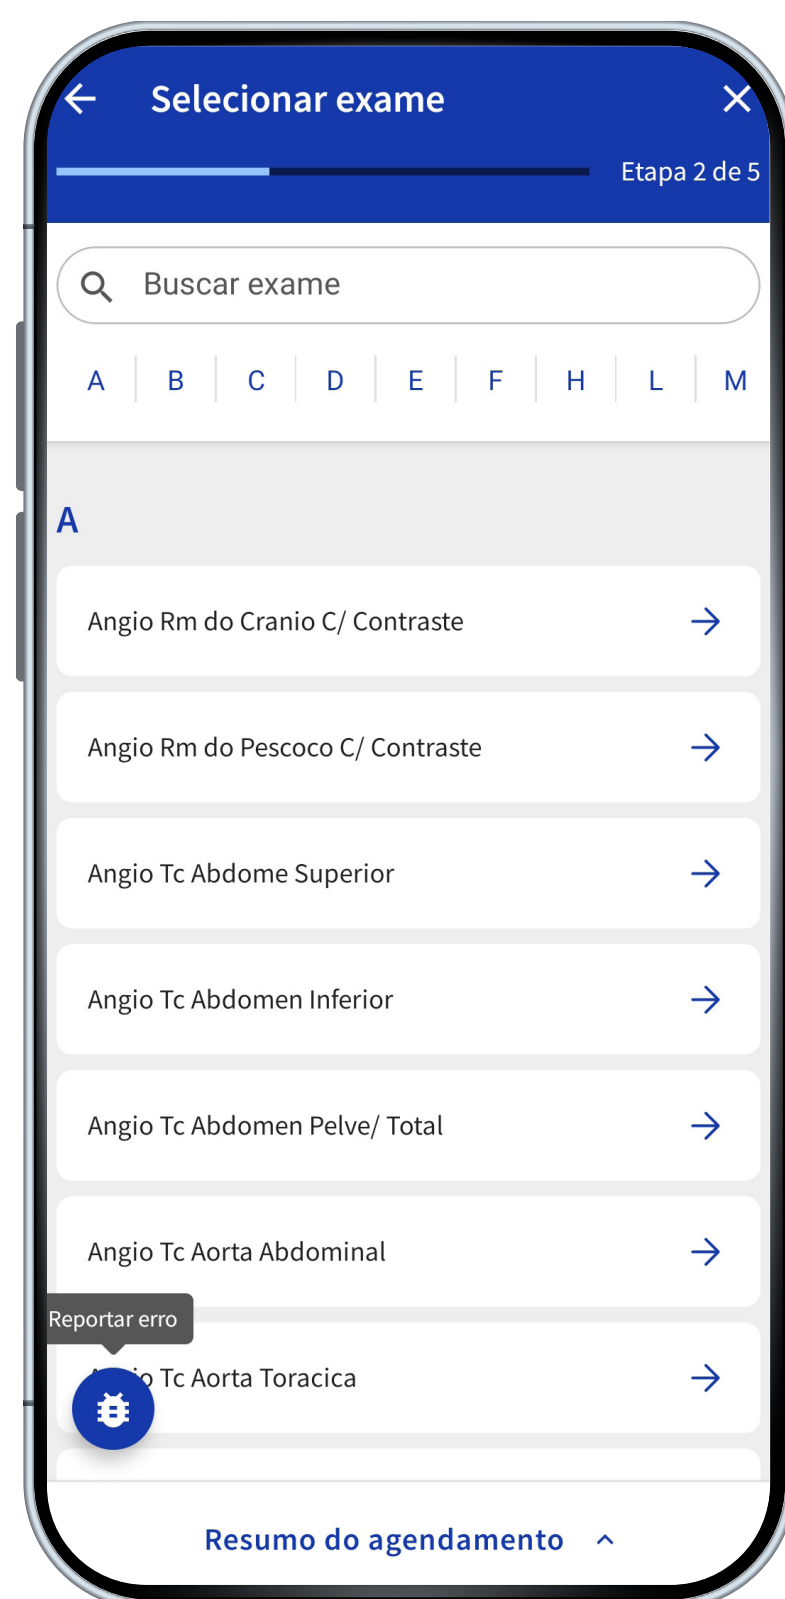 Selecionar exame
Etapa 2 de 5
Buscar exame
A B C D E F H L M
A
Angio Rm do Cranio C/ Contraste
Angio Rm do Pescoco C/ Contraste
Angio Tc Abdome Superior
Angio Tc Abdomen Inferior
Angio Tc Abdomen Pelve/ Total
Angio Tc Aorta Abdominal
Reportar erro
Tc Aorta Toracica
Resumo do agendamento